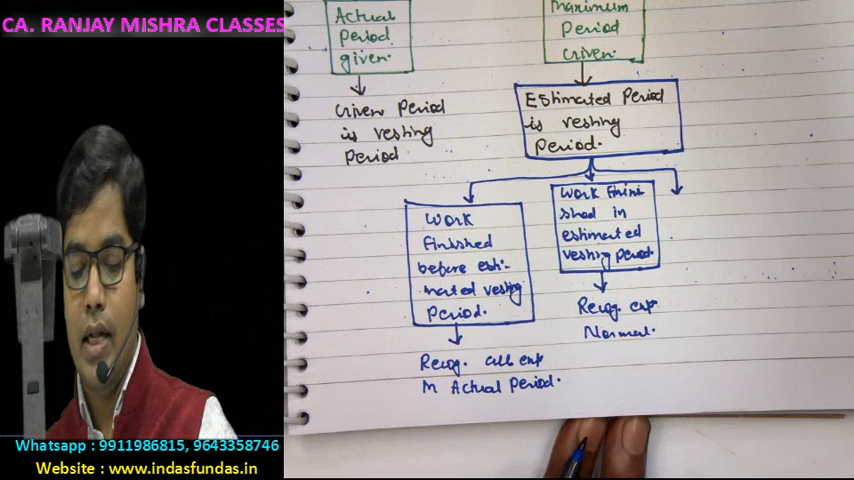 CA. RANJAY MISHRA CLASSES
Actual
Period
given.
Given Period
is vesting
Period
Maximum
Period
Given.
Estimated Period
is vesting
Period.
Work
Finished
before esti-
mated vesting
Period.
Recog. all exp
in Actual Period.
Work Fini
shed in
estimated
vesting Period.
Recog. exp.
Normal.
Whatsapp : 9911986815, 9643358746
Website : www.indasfundas.in